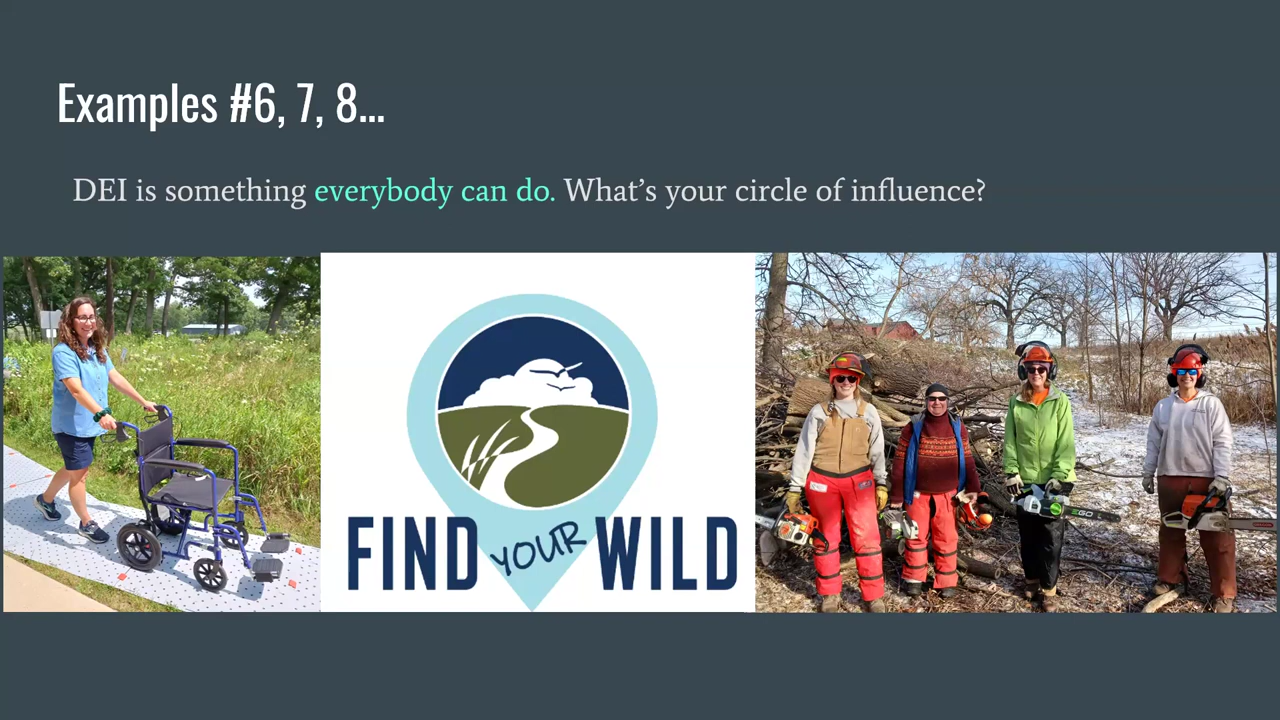 Examples #6, 7, 8...
DEI is something everybody can do. What’s your circle of influence?
FIND YOUR WILD
EGO